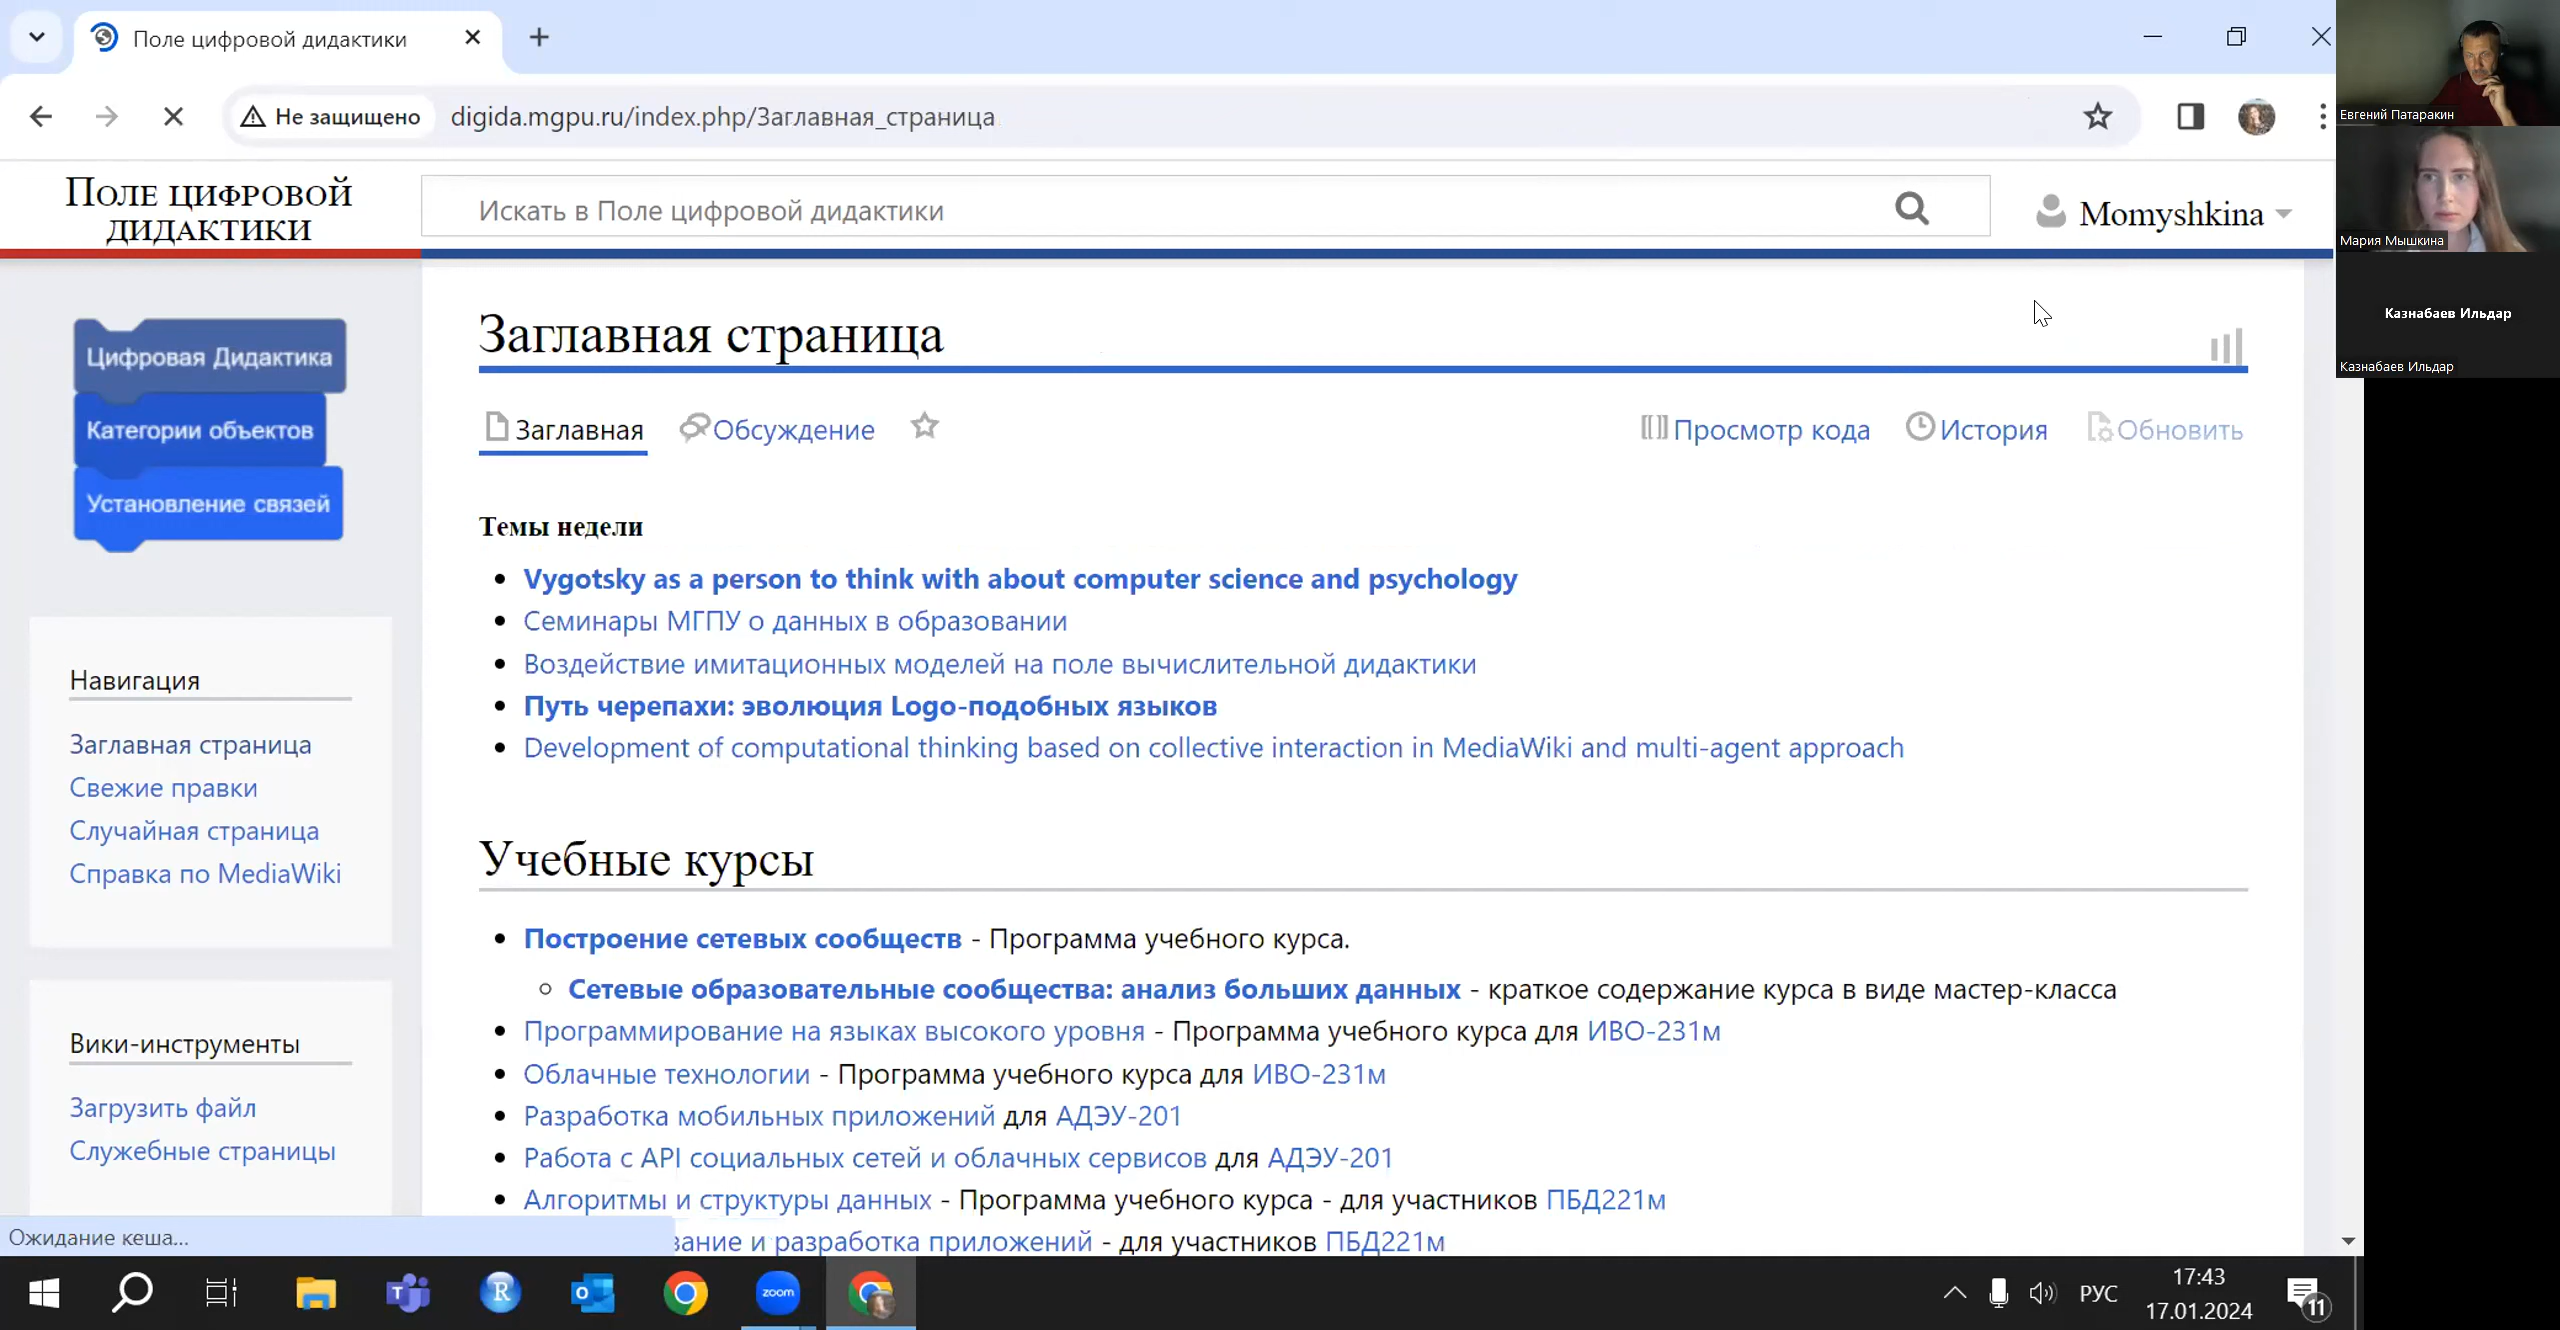 Поле цифровой дидактики
Не защищено
digida.mgpu.ru/index.php/Заглавная_страница
Поле цифровой
дидактики
Искать в Поле цифровой дидактики
Momyshkina
Евгений Патаракин
Мария Мышкина
Казнабаев Ильдар
Казнабаев Ильдар
Цифровая Дидактика
Категории объектов
Установление связей
Навигация
Заглавная страница
Свежие правки
Случайная страница
Справка по MediaWiki
Вики-инструменты
Загрузить файл
Служебные страницы
Заглавная страница
Заглавная
Обсуждение
Просмотр кода
История
Обновить
Темы недели
Vygotsky as a person to think with about computer science and psychology
Семинары МГПУ о данных в образовании
Воздействие имитационных моделей на поле вычислительной дидактики
Путь черепахи: эволюция Logo-подобных языков
Development of computational thinking based on collective interaction in MediaWiki and multi-agent approach
Учебные курсы
Построение сетевых сообществ - Программа учебного курса.
Сетевые образовательные сообщества: анализ больших данных - краткое содержание курса в виде мастер-класса
Программирование на языках высокого уровня - Программа учебного курса для ИВО-231м
Облачные технологии - Программа учебного курса для ИВО-231м
Разработка мобильных приложений для АДЭУ-201
Работа с API социальных сетей и облачных сервисов для АДЭУ-201
Алгоритмы и структуры данных - Программа учебного курса - для участников ПБД221м
и разработка приложений - для участников ПБД221м
Ожидание кеша...
zoom
РУС
17:43
17.01.2024
11